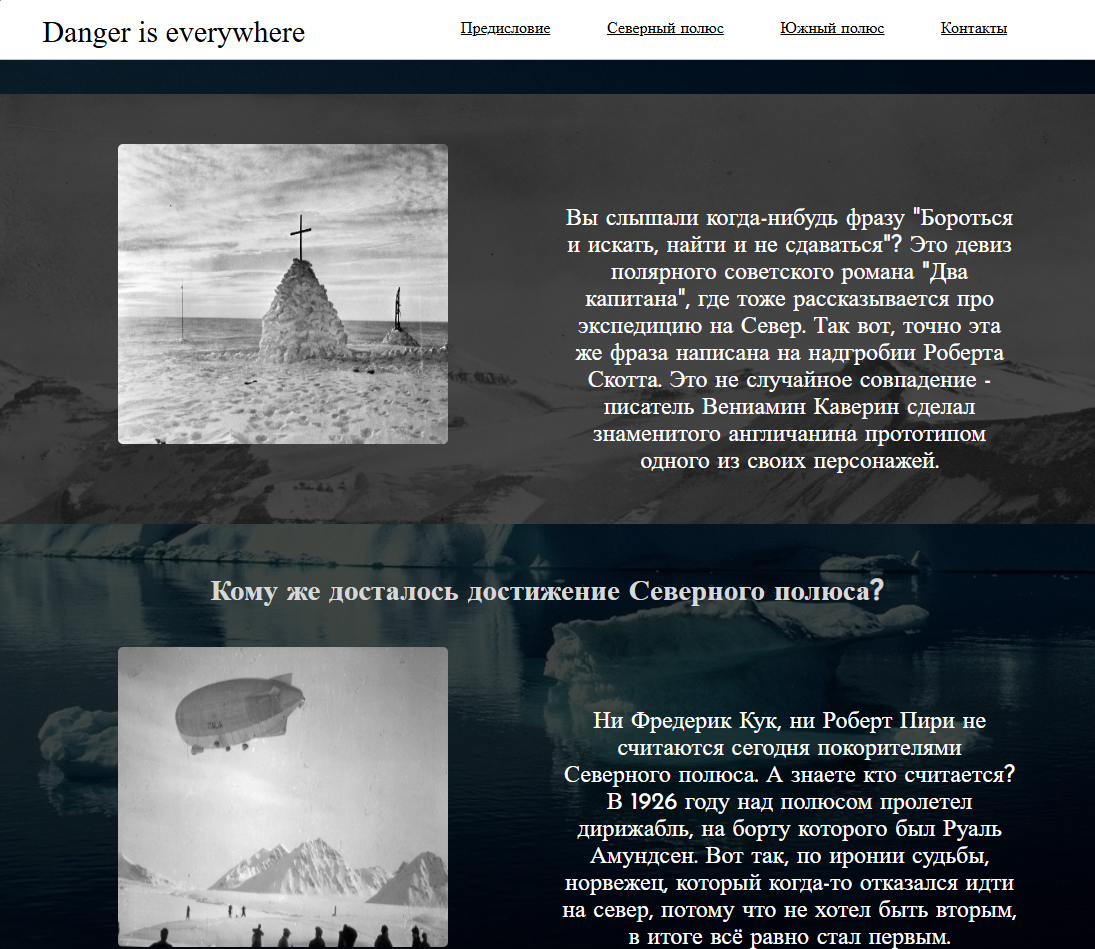 Danger is everywhere
Предисловие Северный полюс Южный полюс Контакты
Вы слышали когда-нибудь фразу "Бороться
и искать, найти и не сдаваться"? Это девиз
полярного советского романа "Два
капитана", где тоже рассказывается про
экспедицию на Север. Так вот, точно эта
же фраза написана на надгробии Роберта
Скотта. Это не случайное совпадение -
писатель Вениамин Каверин сделал
знаменитого англичанина прототипом
одного из своих персонажей.
Кому же досталось достижение Северного полюса?
Ни Фредерик Кук, ни Роберт Пири не
считаются сегодня покорителями
Северного полюса. А знаете кто считается?
В 1926 году над полюсом пролетел
дирижабль, на борту которого был Руаль
Амундсен. Вот так, по иронии судьбы,
норвежец, который когда-то отказался идти
на север, потому что не хотел быть вторым,
в итоге всё равно стал первым.